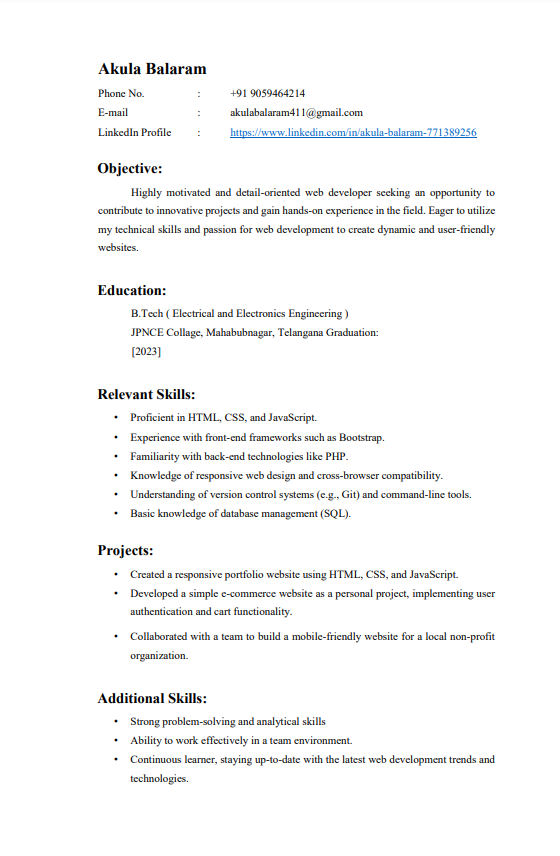 Akula Balaram
Phone No. : +91 9059464214
E-mail : akulabalaram411@gmail.com
LinkedIn Profile : https://www.linkedin.com/in/akula-balaram-771389256
Objective:
Highly motivated and detail-oriented web developer seeking an opportunity to
contribute to innovative projects and gain hands-on experience in the field. Eager to utilize
my technical skills and passion for web development to create dynamic and user-friendly
websites.
Education:
B.Tech ( Electrical and Electronics Engineering )
JPNCE Collage, Mahabubnagar, Telangana Graduation:
[2023]
Relevant Skills:
• Proficient in HTML, CSS, and JavaScript.
• Experience with front-end frameworks such as Bootstrap.
• Familiarity with back-end technologies like PHP.
• Knowledge of responsive web design and cross-browser compatibility.
• Understanding of version control systems (e.g., Git) and command-line tools.
• Basic knowledge of database management (SQL).
Projects:
• Created a responsive portfolio website using HTML, CSS, and JavaScript.
• Developed a simple e-commerce website as a personal project, implementing user
authentication and cart functionality.
• Collaborated with a team to build a mobile-friendly website for a local non-profit
organization.
Additional Skills:
• Strong problem-solving and analytical skills
• Ability to work effectively in a team environment.
• Continuous learner, staying up-to-date with the latest web development trends and
technologies.